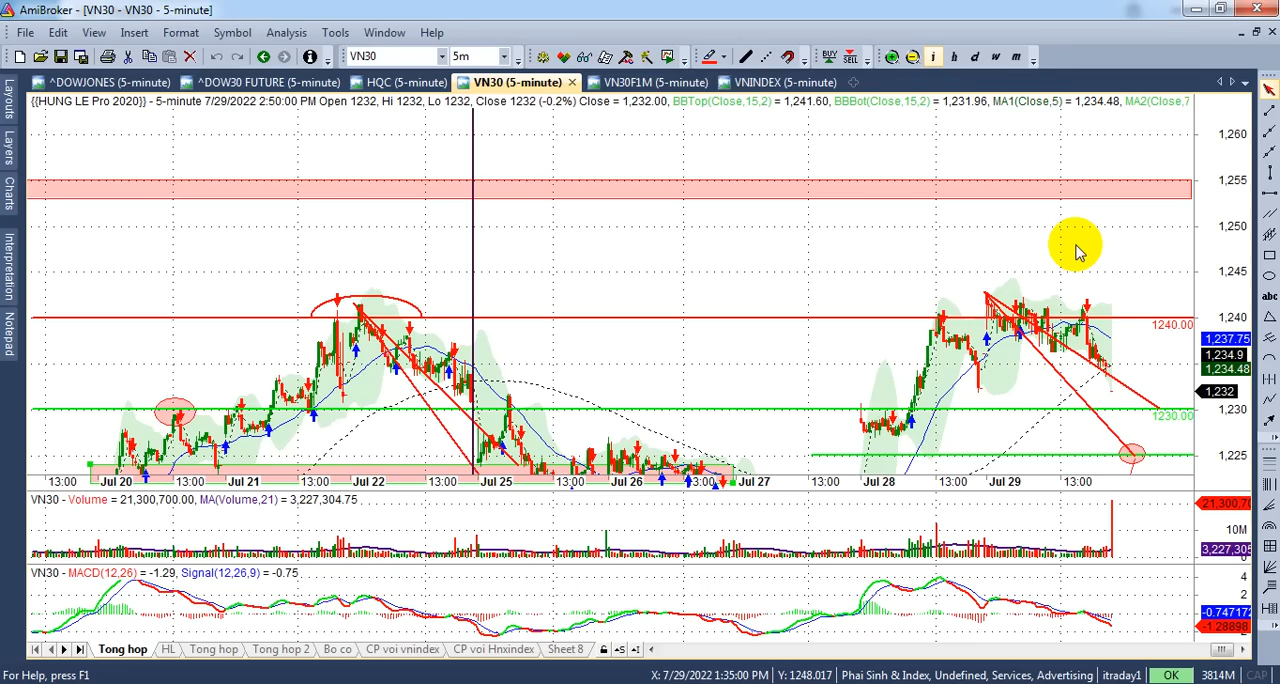 AmiBroker - [VN30 - VN30 - 5-minute]
File Edit View Insert Format Symbol Analysis Tools Window Help
VN30 5m BUY SELL i h d w m
^DOWJONES (5-minute) ^DOW30 FUTURE (5-minute) HQC (5-minute) VN30 (5-minute) VN30F1M (5-minute) VNINDEX (5-minute)
Layouts
Layers
Charts
Interpretation
Notepad
{{HUNG LE Pro 2020}} - 5-minute 7/29/2022 2:50:00 PM Open 1232, Hi 1232, Lo 1232, Close 1232 (-0.2%) Close = 1,232.00, BBTop(Close,15,2) = 1,241.60, BBBot(Close,15,2) = 1,231.96, MA1(Close,5) = 1,234.48, MA2(Close,7
1,260
1,255
1,250
1,245
1,240
1240.00
1,237.75
1,234.9
1,234.48
1,232
1,230
1230.00
1,225
13:00 Jul 20 13:00 Jul 21 13:00 Jul 22 13:00 Jul 25 13:00 Jul 26 13:00 Jul 27 13:00 Jul 28 13:00 Jul 29 13:00
VN30 - Volume = 21,300,700.00, MA(Volume,21) = 3,227,304.75
21,300,70
10M
3,227,305
VN30 - MACD(12,26) = -1.29, Signal(12,26,9) = -0.75
4
2
-0.747172
-1.28898
abc
Tong hop HL Tong hop Tong hop 2 Bo co CP voi vnindex CP voi Hnxindex Sheet 8
For Help, press F1 X: 7/29/2022 1:35:00 PM Y: 1248.017 Phai Sinh & Index, Undefined, Services, Advertising itraday1 OK 3814M CAP